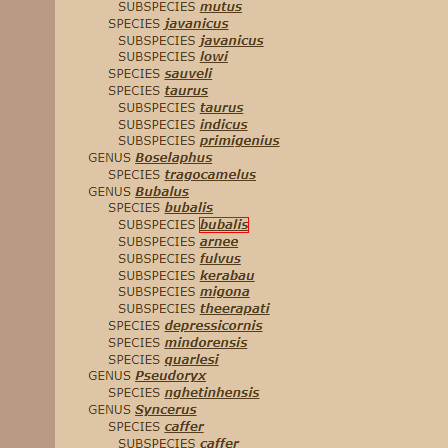 SUBSPECIES mutus
SPECIES javanicus
SUBSPECIES javanicus
SUBSPECIES lowi
SPECIES sauveli
SPECIES taurus
SUBSPECIES taurus
SUBSPECIES indicus
SUBSPECIES primigenius
GENUS Boselaphus
SPECIES tragocamelus
GENUS Bubalus
SPECIES bubalis
SUBSPECIES bubalis
SUBSPECIES arnee
SUBSPECIES fulvus
SUBSPECIES kerabau
SUBSPECIES migona
SUBSPECIES theerapati
SPECIES depressicornis
SPECIES mindorensis
SPECIES quarlesi
GENUS Pseudoryx
SPECIES nghetinhensis
GENUS Syncerus
SPECIES caffer
SUBSPECIES caffer